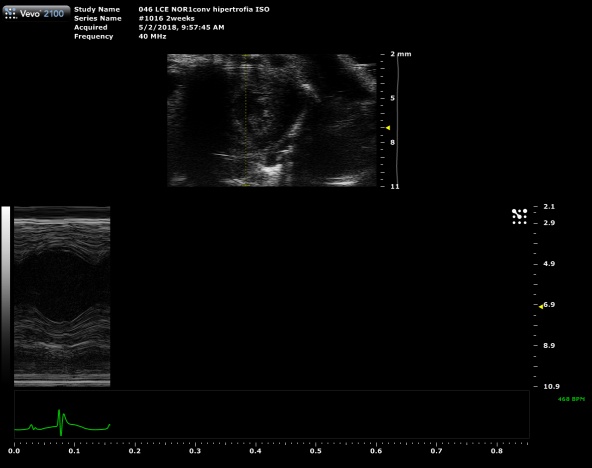 Vevo 2100
Study Name 046 LCE NOR1conv hipertrofia ISO
Series Name #1016 2weeks
Acquired 5/2/2018, 9:57:45 AM
Frequency 40 MHz
2 mm
5
8
11
2.1
2.9
4.9
6.9
8.9
10.9
468 BPM
0.0 0.1 0.2 0.3 0.4 0.5 0.6 0.7 0.8